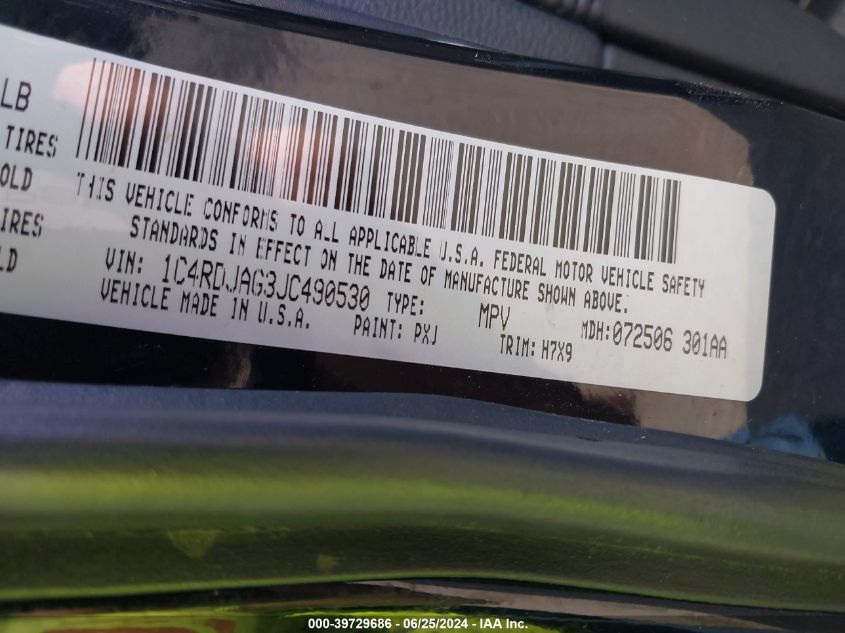 LB
TIRES
OLD
IRES
LD
THIS VEHICLE CONFORMS TO ALL APPLICABLE U.S.A. FEDERAL MOTOR VEHICLE SAFETY
STANDARDS IN EFFECT ON THE DATE OF MANUFACTURE SHOWN ABOVE.
VIN: 1C4RDJAG3JC490530 TYPE: MPV MDH:072506 301AA
VEHICLE MADE IN U.S.A. PAINT: PXJ TRIM: H7X9
000-39729686 - 06/25/2024 - IAA Inc.